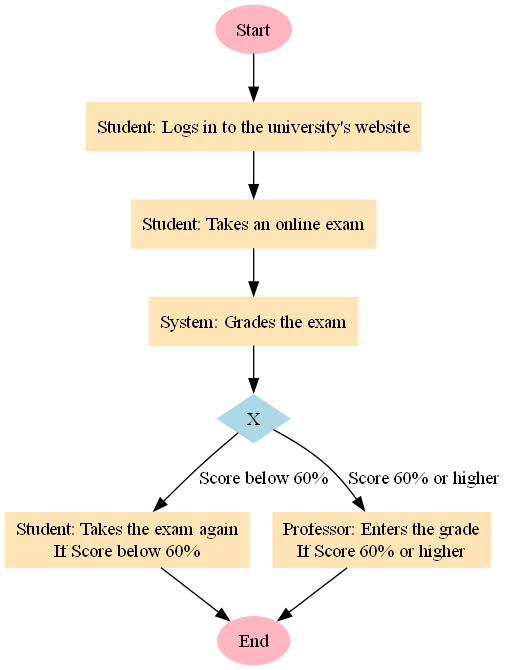 Start
Student: Logs in to the university's website
Student: Takes an online exam
System: Grades the exam
X
Score below 60%
Score 60% or higher
Student: Takes the exam again
If Score below 60%
Professor: Enters the grade
If Score 60% or higher
End